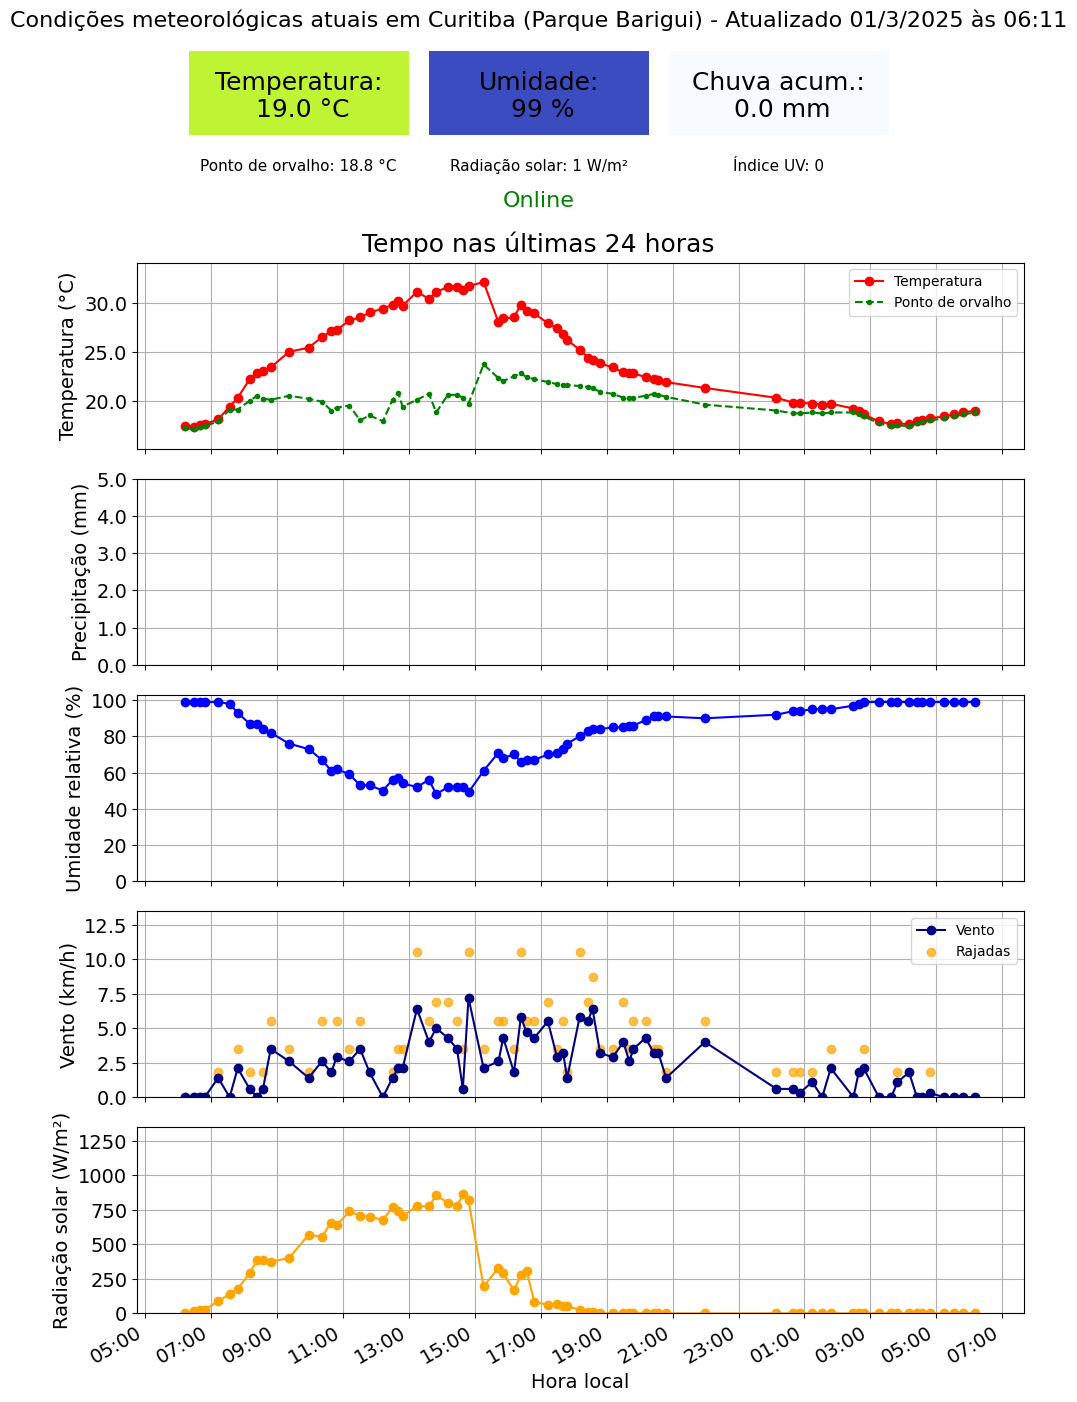 Condições meteorológicas atuais em Curitiba (Parque Barigui) - Atualizado 01/3/2025 às 06:11
Temperatura:
19.0 °C
Umidade:
99 %
Chuva acum.:
0.0 mm
Ponto de orvalho: 18.8 °C
Radiação solar: 1 W/m²
Índice UV: 0
Online
Tempo nas últimas 24 horas
Temperatura (°C)
30.0
25.0
20.0
Temperatura
Ponto de orvalho
Precipitação (mm)
5.0
4.0
3.0
2.0
1.0
0.0
Umidade relativa (%)
100
80
60
40
20
0
Vento (km/h)
12.5
10.0
7.5
5.0
2.5
0.0
Vento
Rajadas
Radiação solar (W/m²)
1250
1000
750
500
250
0
05:00
07:00
09:00
11:00
13:00
15:00
17:00
19:00
21:00
23:00
01:00
03:00
05:00
07:00
Hora local